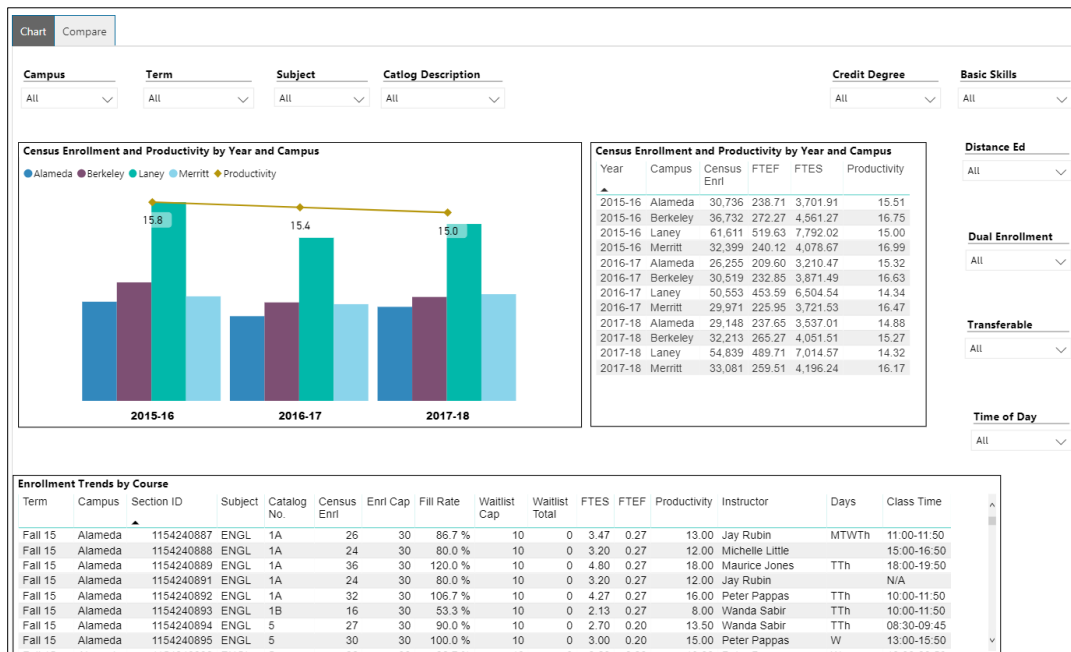 Chart Compare
Campus Term Subject Catlog Description Credit Degree Basic Skills
All All All All All All
Census Enrollment and Productivity by Year and Campus
Alameda Berkeley Laney Merritt Productivity
15.8
15.4
15.0
2015-16 2016-17 2017-18
Census Enrollment and Productivity by Year and Campus
Year Campus Census Enrl FTEF FTES Productivity
2015-16 Alameda 30,736 238.71 3,701.91 15.51
2015-16 Berkeley 36,732 272.27 4,561.27 16.75
2015-16 Laney 61,611 519.63 7,792.02 15.00
2015-16 Merritt 32,399 240.12 4,078.67 16.99
2016-17 Alameda 26,255 209.60 3,210.47 15.32
2016-17 Berkeley 30,519 232.85 3,871.49 16.63
2016-17 Laney 50,553 453.59 6,504.54 14.34
2016-17 Merritt 29,971 225.95 3,721.53 16.47
2017-18 Alameda 29,148 237.65 3,537.01 14.88
2017-18 Berkeley 32,213 265.27 4,051.51 15.27
2017-18 Laney 54,839 489.71 7,014.57 14.32
2017-18 Merritt 33,081 259.51 4,196.24 16.17
Distance Ed
All
Dual Enrollment
All
Transferable
All
Time of Day
All
Enrollment Trends by Course
Term Campus Section ID Subject Catalog No. Census Enrl Enrl Cap Fill Rate Waitlist Cap Waitlist Total FTES FTEF Productivity Instructor Days Class Time
Fall 15 Alameda 1154240887 ENGL 1A 26 30 86.7 % 10 0 3.47 0.27 13.00 Jay Rubin MTWTh 11:00-11:50
Fall 15 Alameda 1154240888 ENGL 1A 24 30 80.0 % 10 0 3.20 0.27 12.00 Michelle Little 15:00-16:50
Fall 15 Alameda 1154240889 ENGL 1A 36 30 120.0 % 10 0 4.80 0.27 18.00 Maurice Jones TTh 18:00-19:50
Fall 15 Alameda 1154240891 ENGL 1A 24 30 80.0 % 10 0 3.20 0.27 12.00 Jay Rubin N/A
Fall 15 Alameda 1154240892 ENGL 1A 32 30 106.7 % 10 0 4.27 0.27 16.00 Peter Pappas TTh 10:00-11:50
Fall 15 Alameda 1154240893 ENGL 1B 16 30 53.3 % 10 0 2.13 0.27 8.00 Wanda Sabir TTh 10:00-11:50
Fall 15 Alameda 1154240894 ENGL 5 27 30 90.0 % 10 0 2.70 0.20 13.50 Wanda Sabir TTh 08:30-09:45
Fall 15 Alameda 1154240895 ENGL 5 30 30 100.0 % 10 0 3.00 0.20 15.00 Peter Pappas W 13:00-15:50